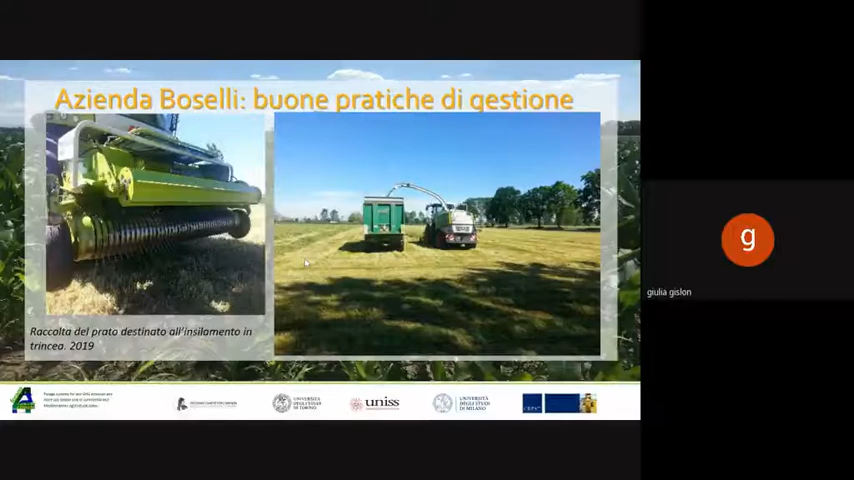 Azienda Boselli: buone pratiche di gestione
Raccolta del prato destinato all'insilamento in
trincea. 2019
g
giulia gislon
UNIVERSITÀ
DEGLI STUDI
DI TORINO
uniss
UNIVERSITÀ
DEGLI STUDI
DI MILANO